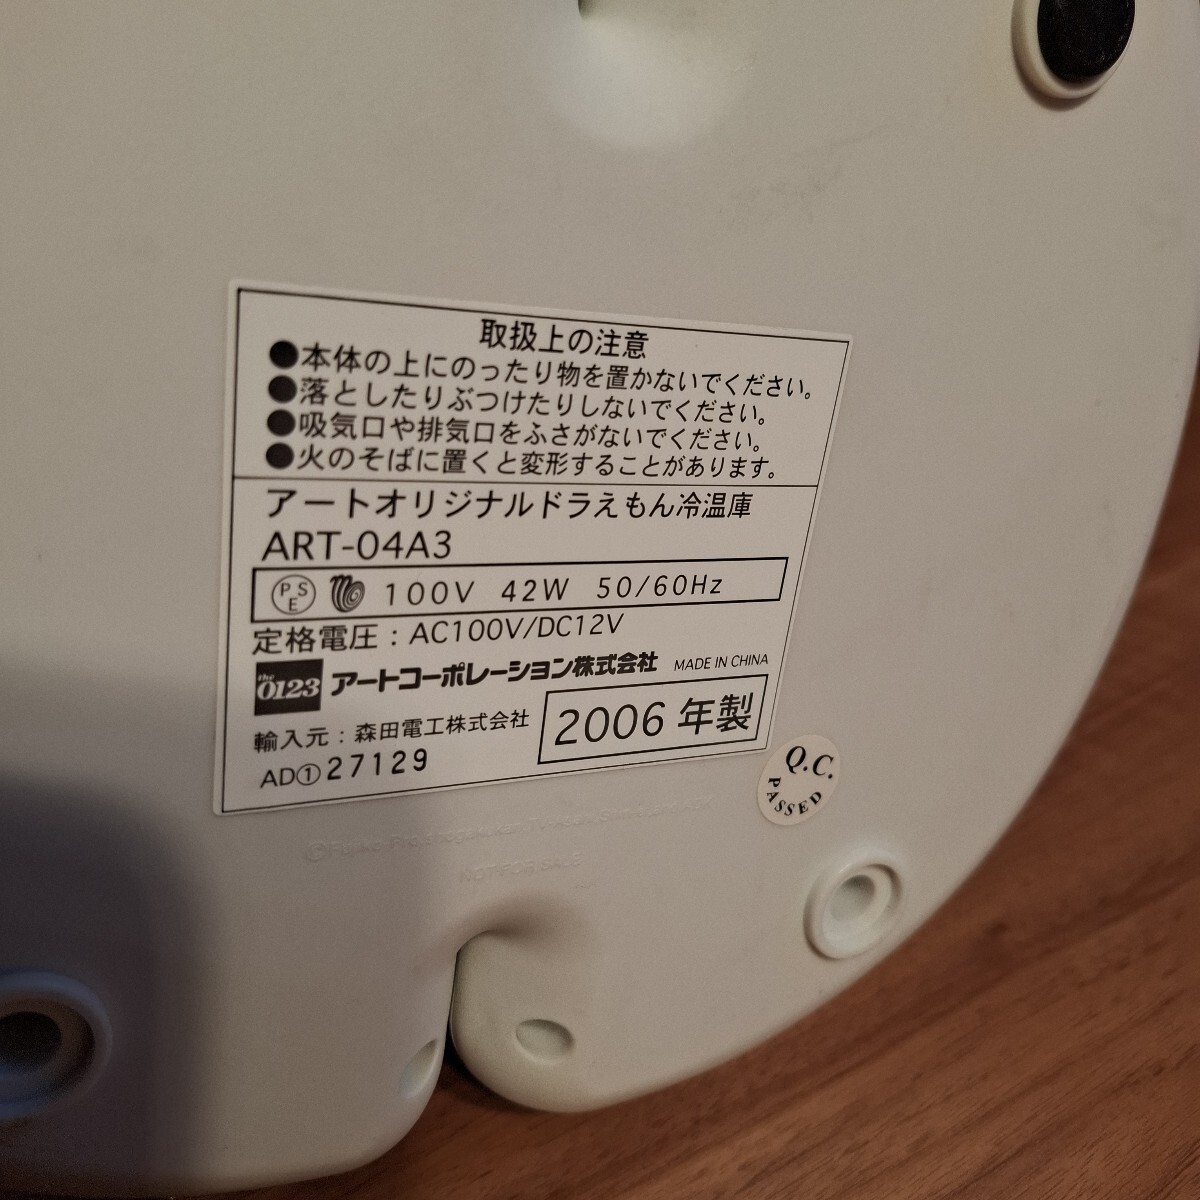 取扱上の注意
●本体の上にのったり物を置かないでください。
●落としたりぶつけたりしないでください。
●吸気口や排気口をふさがないでください。
●火のそばに置くと変形することがあります。
アートオリジナルドラえもん冷温庫
ART-04A3
PSE 100V 42W 50/60Hz
定格電圧：AC100V/DC12V
the 0123 アートコーポレーション株式会社 MADE IN CHINA
輸入元：森田電工株式会社 2006年製
AD①27129
Q.C.
PASSED
NOT FOR SALE